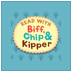 READ WITH
Biff,
Chip &
Kipper